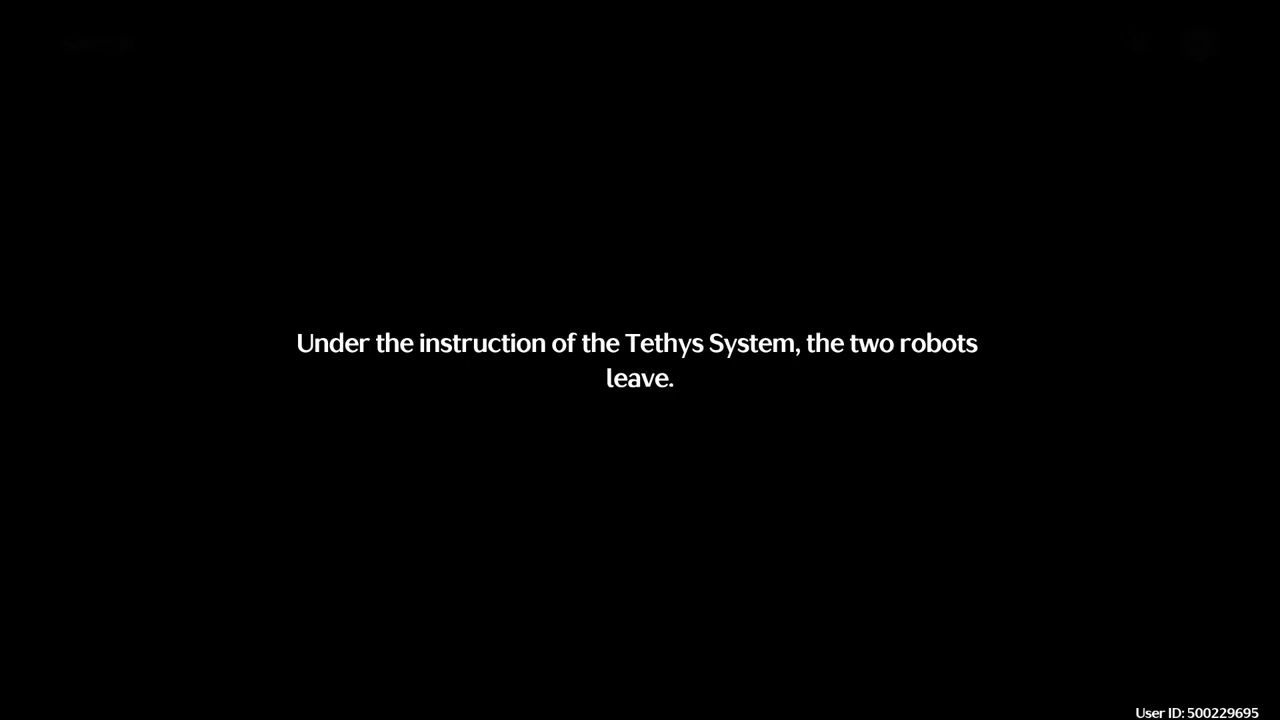 Under the instruction of the Tethys System, the two robots
leave.
User ID: 500229695